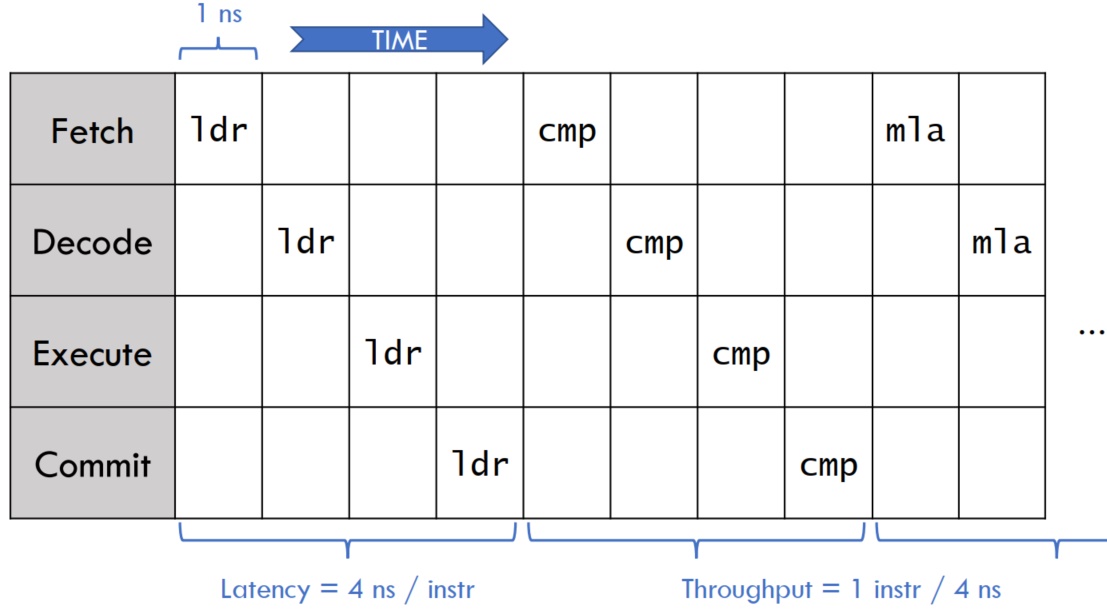 1 ns
TIME
Fetch ldr cmp mla
Decode ldr cmp mla
Execute ldr cmp
...
Commit ldr cmp
Latency = 4 ns / instr Throughput = 1 instr / 4 ns